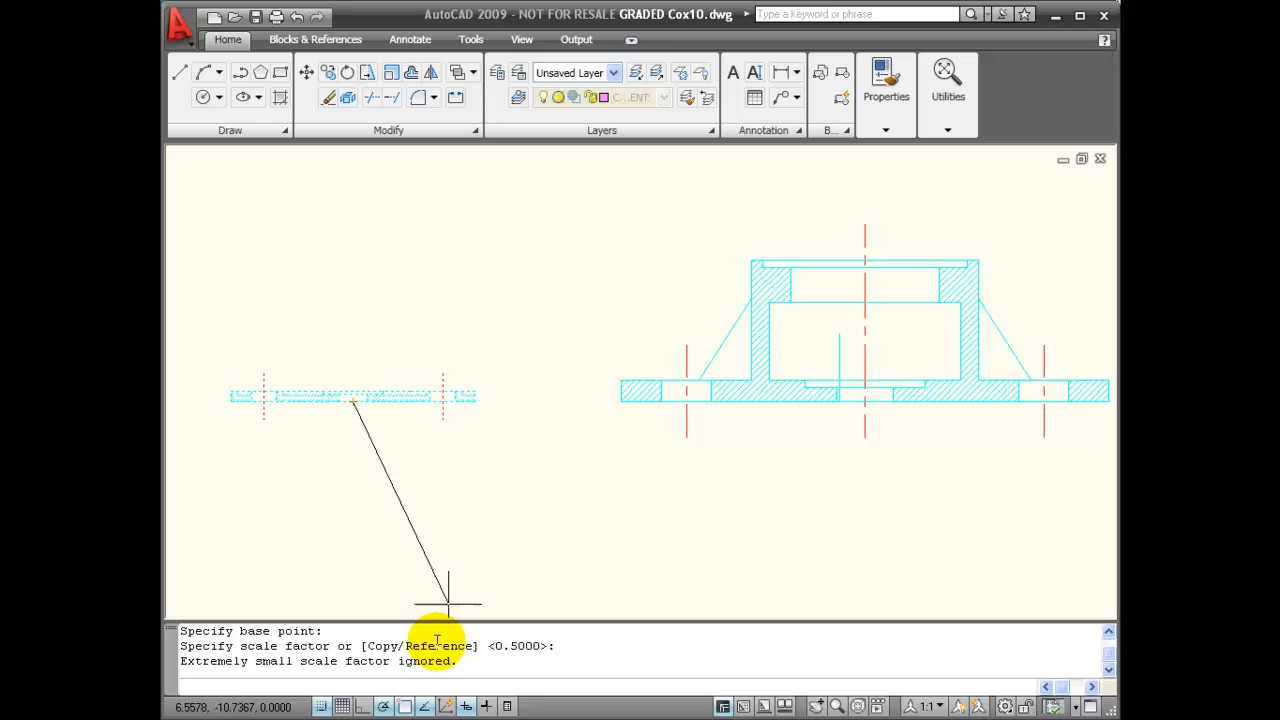 AutoCAD 2009 - NOT FOR RESALE GRADED Cox10.dwg
Type a keyword or phrase
Home
Blocks & References
Annotate
Tools
View
Output
Unsaved Layer
C...ENT:
Properties
Utilities
Draw
Modify
Layers
Annotation
B...
Specify base point:
Specify scale factor or [Copy/Reference] <0.5000>:
Extremely small scale factor ignored.
6.5578, -10.7367, 0.0000
1:1